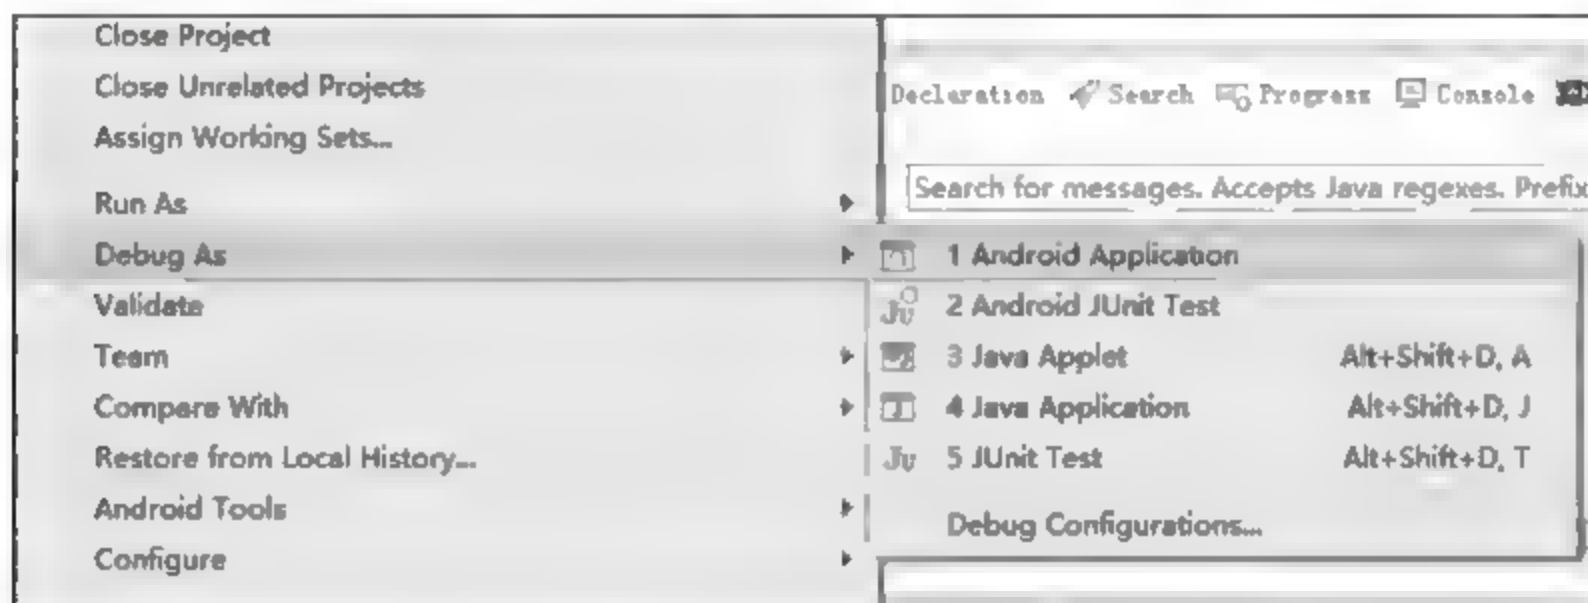 Close Project
Close Unrelated Projects
Assign Working Sets...
Run As
Debug As
Validate
Team
Compare With
Restore from Local History...
Android Tools
Configure
Declaration Search Progress Console
Search for messages. Accepts Java regexes. Prefix
1 Android Application
2 Android JUnit Test
3 Java Applet Alt+Shift+D, A
4 Java Application Alt+Shift+D, J
5 JUnit Test Alt+Shift+D, T
Debug Configurations...